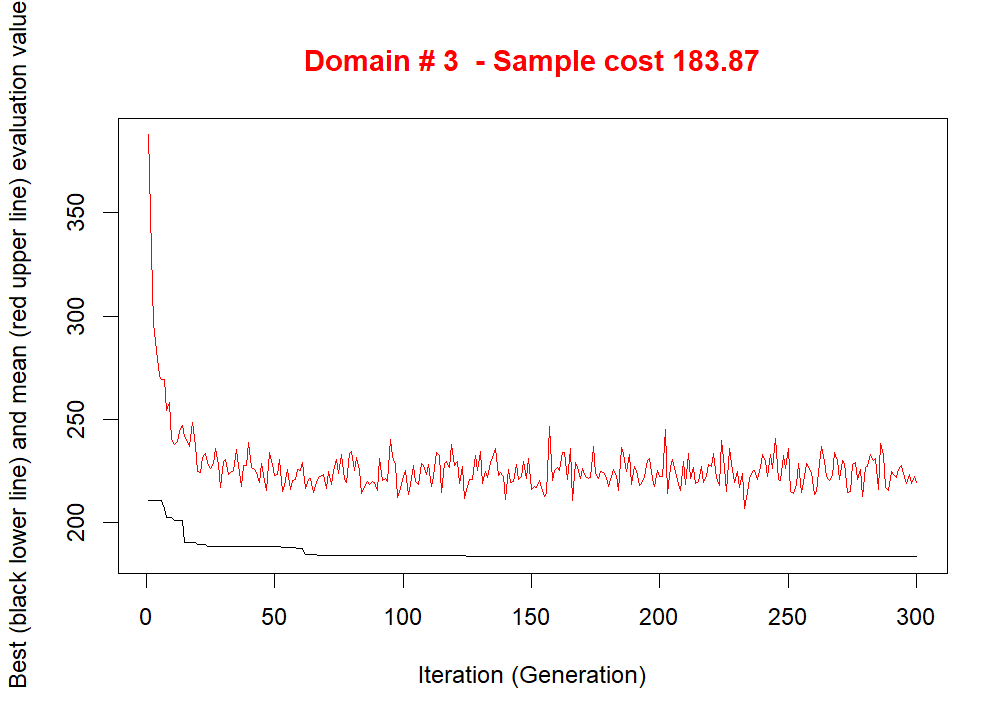 Domain # 3  - Sample cost 183.87
Best (black lower line) and mean (red upper line) evaluation value
350
300
250
200
0 50 100 150 200 250 300
Iteration (Generation)